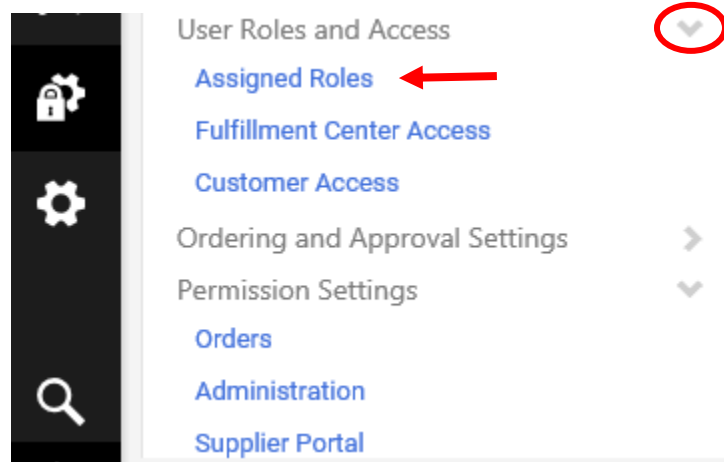 User Roles and Access
Assigned Roles
Fulfillment Center Access
Customer Access
Ordering and Approval Settings
Permission Settings
Orders
Administration
Supplier Portal